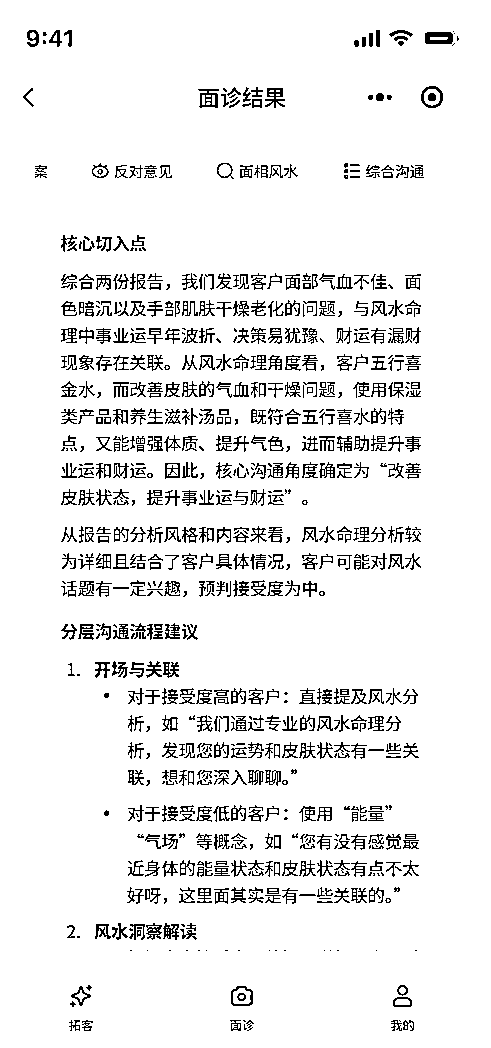 9:41
面诊结果
案
反对意见
面相风水
综合沟通
核心切入点
综合两份报告，我们发现客户面部气血不佳、面
色暗沉以及手部肌肤干燥老化的问题，与风水命
理中事业运早年波折、决策易犹豫、财运有漏财
现象存在关联。从风水命理角度看，客户五行喜
金水，而改善皮肤的气血和干燥问题，使用保湿
类产品和养生滋补汤品，既符合五行喜水的特
点，又能增强体质、提升气色，进而辅助提升事
业运和财运。因此，核心沟通角度确定为“改善
皮肤状态，提升事业运与财运”。
从报告的分析风格和内容来看，风水命理分析较
为详细且结合了客户具体情况，客户可能对风水
话题有一定兴趣，预判接受度为中。
分层沟通流程建议
1. 开场与关联
• 对于接受度高的客户：直接提及风水分
析，如“我们通过专业的风水命理分
析，发现您的运势和皮肤状态有一些关
联，想和您深入聊聊。”
• 对于接受度低的客户：使用“能量”
“气场”等概念，如“您有没有感觉最
近身体的能量状态和皮肤状态有点不太
好呀，这里面其实是有一些关联的。”
2. 风水洞察解读
拓客
面诊
我的